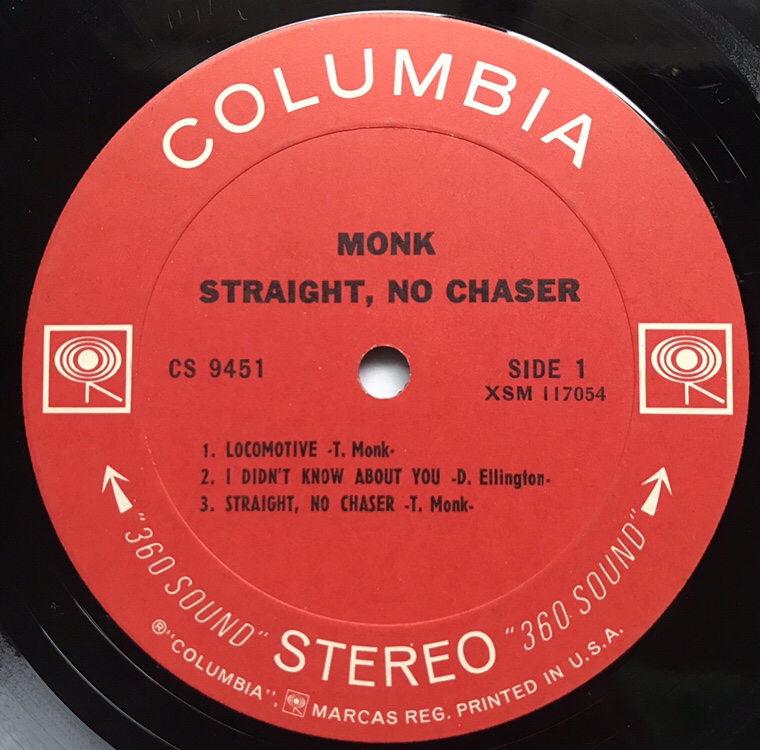 COLUMBIA
MONK
STRAIGHT, NO CHASER
CS 9451
SIDE 1
XSM 117054
1. LOCOMOTIVE -T. Monk-
2. I DIDN'T KNOW ABOUT YOU -D. Ellington-
3. STRAIGHT, NO CHASER -T. Monk-
"360 SOUND" STEREO "360 SOUND"
®"COLUMBIA", MARCAS REG. PRINTED IN U.S.A.